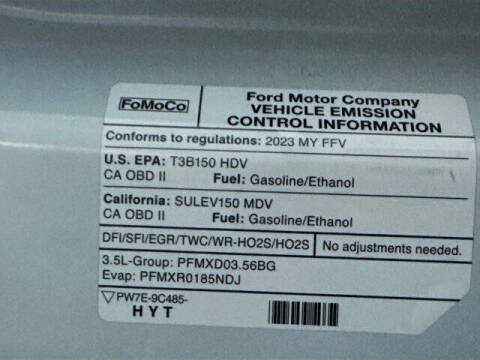 FoMoCo
Ford Motor Company
VEHICLE EMISSION
CONTROL INFORMATION
Conforms to regulations: 2023 MY FFV
U.S. EPA: T3B150 HDV
CA OBD II Fuel: Gasoline/Ethanol
California: SULEV150 MDV
CA OBD II Fuel: Gasoline/Ethanol
DFI/SFI/EGR/TWC/WR-HO2S/HO2S No adjustments needed.
3.5L-Group: PFMXD03.56BG
Evap: PFMXR0185NDJ
PW7E-9C485-
HYT